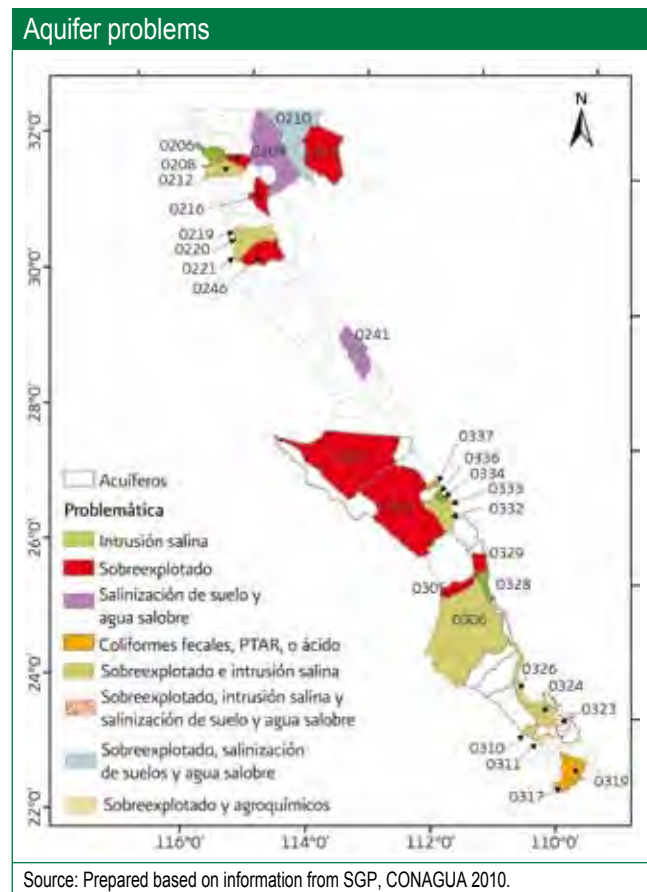 Aquifer problems
N
32°0'
30°0'
28°0'
26°0'
24°0'
22°0'
0210
0206
0209
0208
0212
0216
0219
0220
0221
0246
0241
0337
0336
0334
0333
0332
0329
0328
0306
0326
0324
0323
0310
0311
0319
0317
Acuíferos
Problemática
Intrusión salina
Sobreexplotado
Salinización de suelo y
agua salobre
Coliformes fecales, PTAR, o ácido
Sobreexplotado e intrusión salina
Sobreexplotado, intrusión salina y
salinización de suelo y agua salobre
Sobreexplotado, salinización
de suelos y agua salobre
Sobreexplotado y agroquímicos
116°0' 114°0' 112°0' 110°0'
Source: Prepared based on information from SGP, CONAGUA 2010.